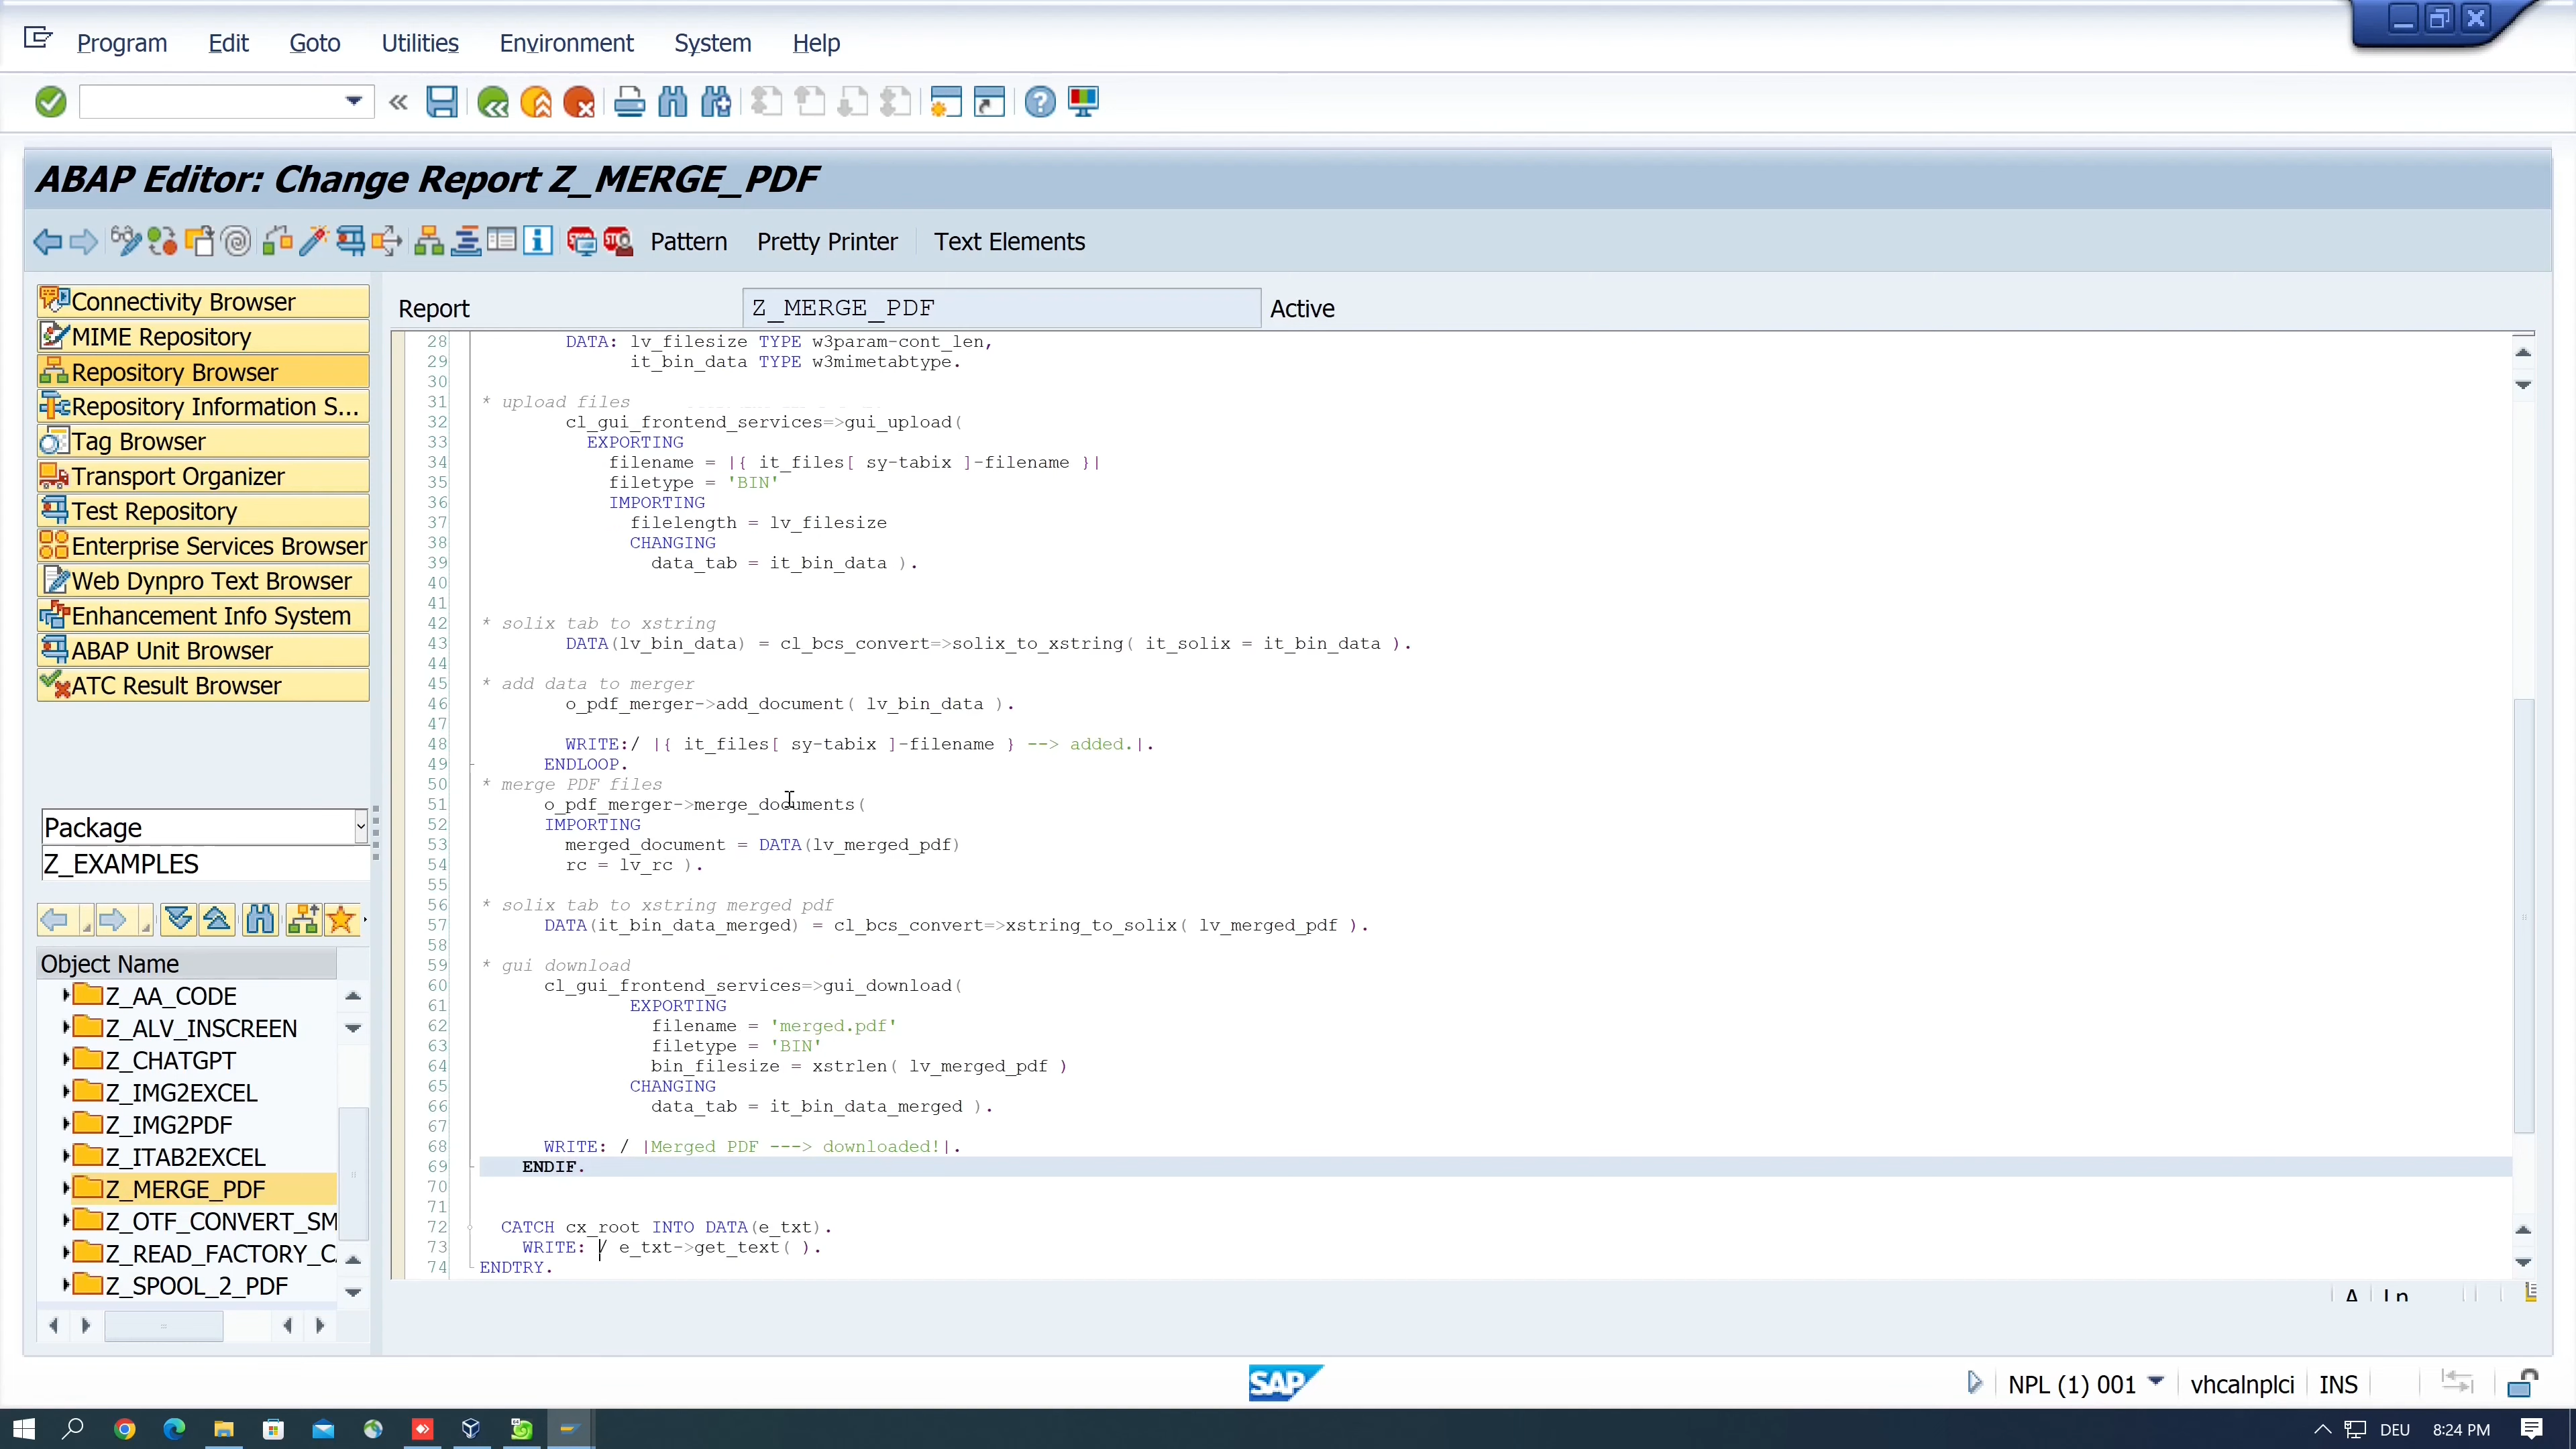 Program Edit Goto Utilities Environment System Help
ABAP Editor: Change Report Z_MERGE_PDF
Pattern Pretty Printer Text Elements
Connectivity Browser
MIME Repository
Repository Browser
Repository Information S...
Tag Browser
Transport Organizer
Test Repository
Enterprise Services Browser
Web Dynpro Text Browser
Enhancement Info System
ABAP Unit Browser
ATC Result Browser
Package
Z_EXAMPLES
Object Name
Z_AA_CODE
Z_ALV_INSCREEN
Z_CHATGPT
Z_IMG2EXCEL
Z_IMG2PDF
Z_ITAB2EXCEL
Z_MERGE_PDF
Z_OTF_CONVERT_SM
Z_READ_FACTORY_C
Z_SPOOL_2_PDF
Report Z_MERGE_PDF Active
28 DATA: lv_filesize TYPE w3param-cont_len,
29 it_bin_data TYPE w3mimetabtype.
30
31 * upload files
32 cl_gui_frontend_services=>gui_upload(
33 EXPORTING
34 filename = |{ it_files[ sy-tabix ]-filename }|
35 filetype = 'BIN'
36 IMPORTING
37 filelength = lv_filesize
38 CHANGING
39 data_tab = it_bin_data ).
40
41
42 * solix tab to xstring
43 DATA(lv_bin_data) = cl_bcs_convert=>solix_to_xstring( it_solix = it_bin_data ).
44
45 * add data to merger
46 o_pdf_merger->add_document( lv_bin_data ).
47
48 WRITE:/ |{ it_files[ sy-tabix ]-filename } --> added.|.
49 ENDLOOP.
50 * merge PDF files
51 o_pdf_merger->merge_documents(
52 IMPORTING
53 merged_document = DATA(lv_merged_pdf)
54 rc = lv_rc ).
55
56 * solix tab to xstring merged pdf
57 DATA(it_bin_data_merged) = cl_bcs_convert=>xstring_to_solix( lv_merged_pdf ).
58
59 * gui download
60 cl_gui_frontend_services=>gui_download(
61 EXPORTING
62 filename = 'merged.pdf'
63 filetype = 'BIN'
64 bin_filesize = xstrlen( lv_merged_pdf )
65 CHANGING
66 data_tab = it_bin_data_merged ).
67
68 WRITE: / |Merged PDF ---> downloaded!|.
69 ENDIF.
70
71
72 CATCH cx_root INTO DATA(e_txt).
73 WRITE: / e_txt->get_text( ).
74 ENDTRY.
Ln
SAP
NPL (1) 001 vhcalnplci INS
DEU 8:24 PM